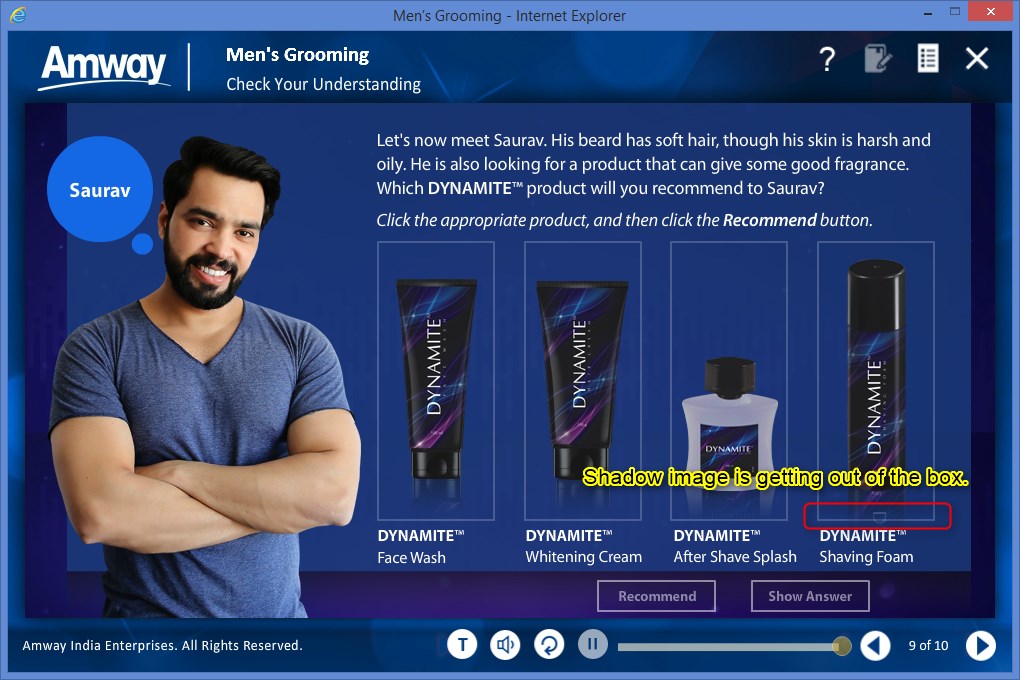 Men's Grooming - Internet Explorer
Amway
Men's Grooming
Check Your Understanding
?
Saurav
Let's now meet Saurav. His beard has soft hair, though his skin is harsh and
oily. He is also looking for a product that can give some good fragrance.
Which DYNAMITE™ product will you recommend to Saurav?
Click the appropriate product, and then click the Recommend button.
DYNAMITE
DYNAMITE
DYNAMITE
DYNAMITE
Shadow image is getting out of the box.
DYNAMITE™
Face Wash
DYNAMITE™
Whitening Cream
DYNAMITE™
After Shave Splash
DYNAMITE™
Shaving Foam
Recommend
Show Answer
Amway India Enterprises. All Rights Reserved.
T
9 of 10